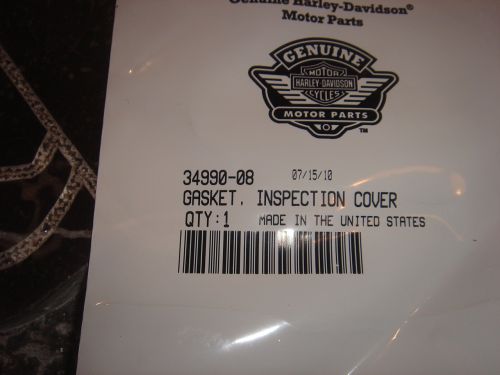 Genuine Harley-Davidson®
Motor Parts
GENUINE
MOTOR
HARLEY-DAVIDSON
CYCLES
MOTOR PARTS
TM
34990-08 07/15/10
GASKET, INSPECTION COVER
QTY:1 MADE IN THE UNITED STATES